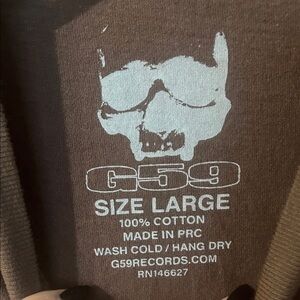 G59
SIZE LARGE
100% COTTON
MADE IN PRC
WASH COLD / HANG DRY
G59RECORDS.COM
RN146627